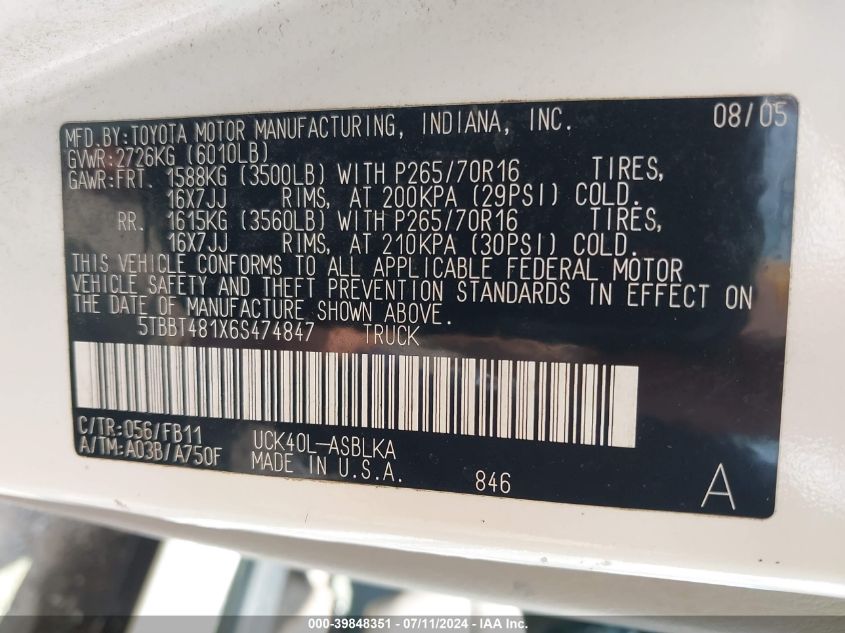 08/05
MFD.BY:TOYOTA MOTOR MANUFACTURING, INDIANA, INC.
GVWR:2726KG (6010LB)
GAWR:FRT. 1588KG (3500LB) WITH P265/70R16 TIRES,
16X7JJ RIMS, AT 200KPA (29PSI) COLD.
RR. 1615KG (3560LB) WITH P265/70R16 TIRES,
16X7JJ RIMS, AT 210KPA (30PSI) COLD.
THIS VEHICLE CONFORMS TO ALL APPLICABLE FEDERAL MOTOR
VEHICLE SAFETY AND THEFT PREVENTION STANDARDS IN EFFECT ON
THE DATE OF MANUFACTURE SHOWN ABOVE.
5TBBT481X6S474847 TRUCK
C/TR:056/FB11 UCK40L-ASBLKA
A/TM:A03B/A750F MADE IN U.S.A. 846 A
000-39848351 / 07/11/2024 / IAA Inc.